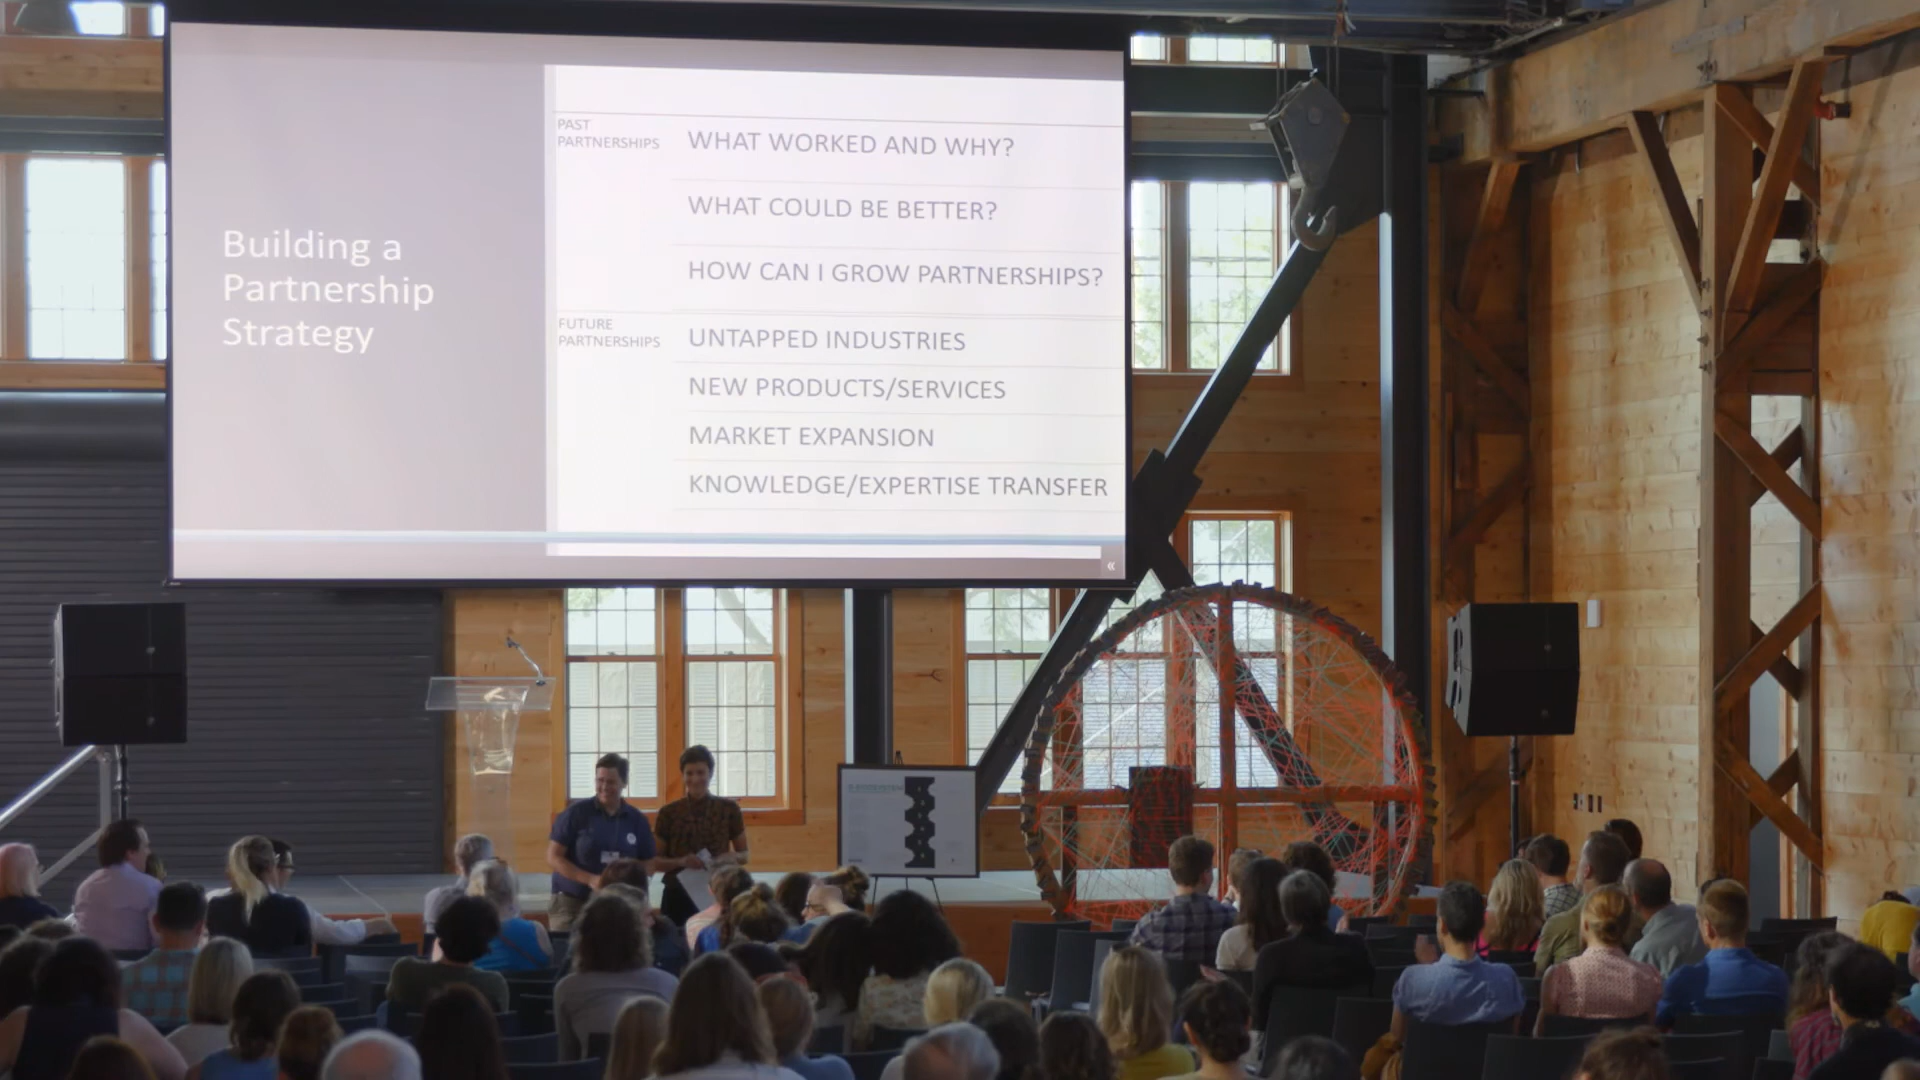 Building a
Partnership
Strategy
PAST
PARTNERSHIPS
WHAT WORKED AND WHY?
WHAT COULD BE BETTER?
HOW CAN I GROW PARTNERSHIPS?
FUTURE
PARTNERSHIPS
UNTAPPED INDUSTRIES
NEW PRODUCTS/SERVICES
MARKET EXPANSION
KNOWLEDGE/EXPERTISE TRANSFER